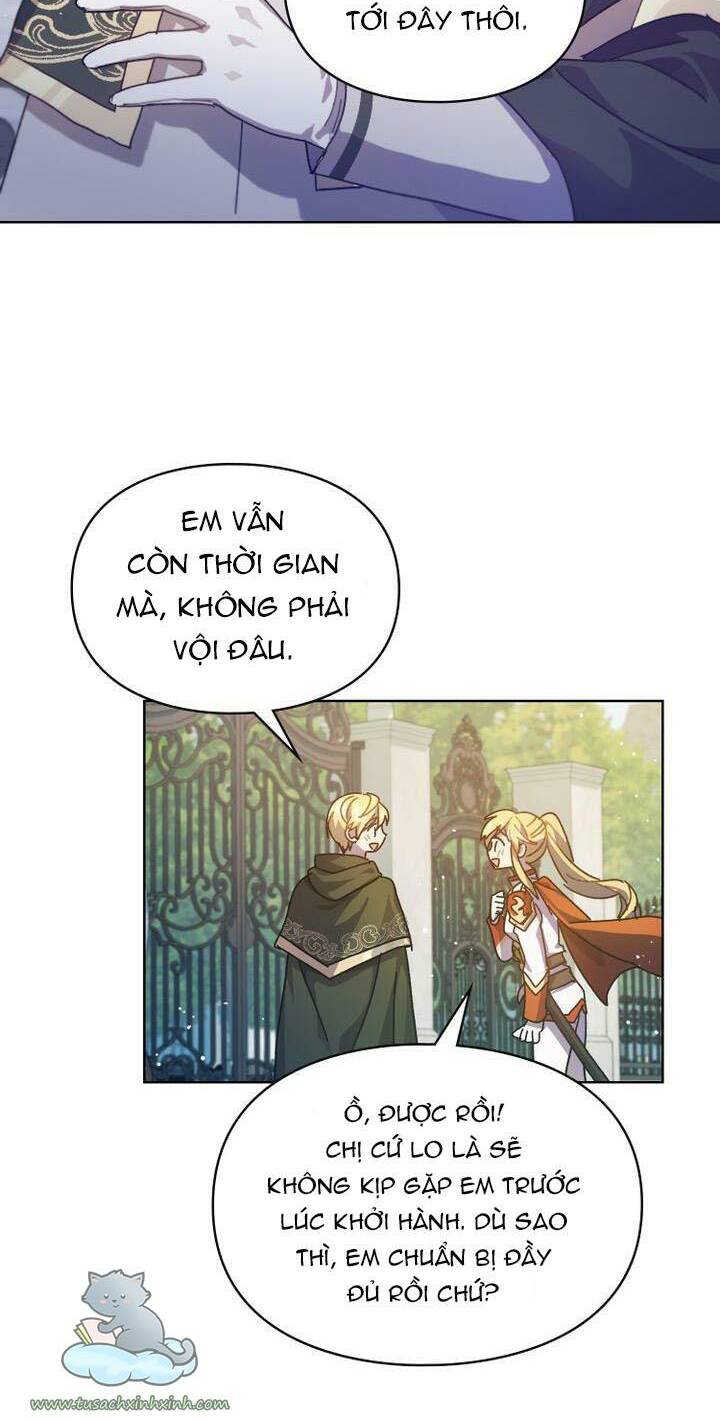 TỚI ĐÂY THÔI.
EM VẪN
CÒN THỜI GIAN
MÀ, KHÔNG PHẢI
VỘI ĐÂU.
Ồ, ĐƯỢC RỒI!
CHỊ CỨ LO LÀ SẼ
KHÔNG KỊP GẶP EM TRƯỚC
LÚC KHỞI HÀNH. DÙ SAO
THÌ, EM CHUẨN BỊ ĐẦY
ĐỦ RỒI CHỨ?
www.tusachxinhxinh.com